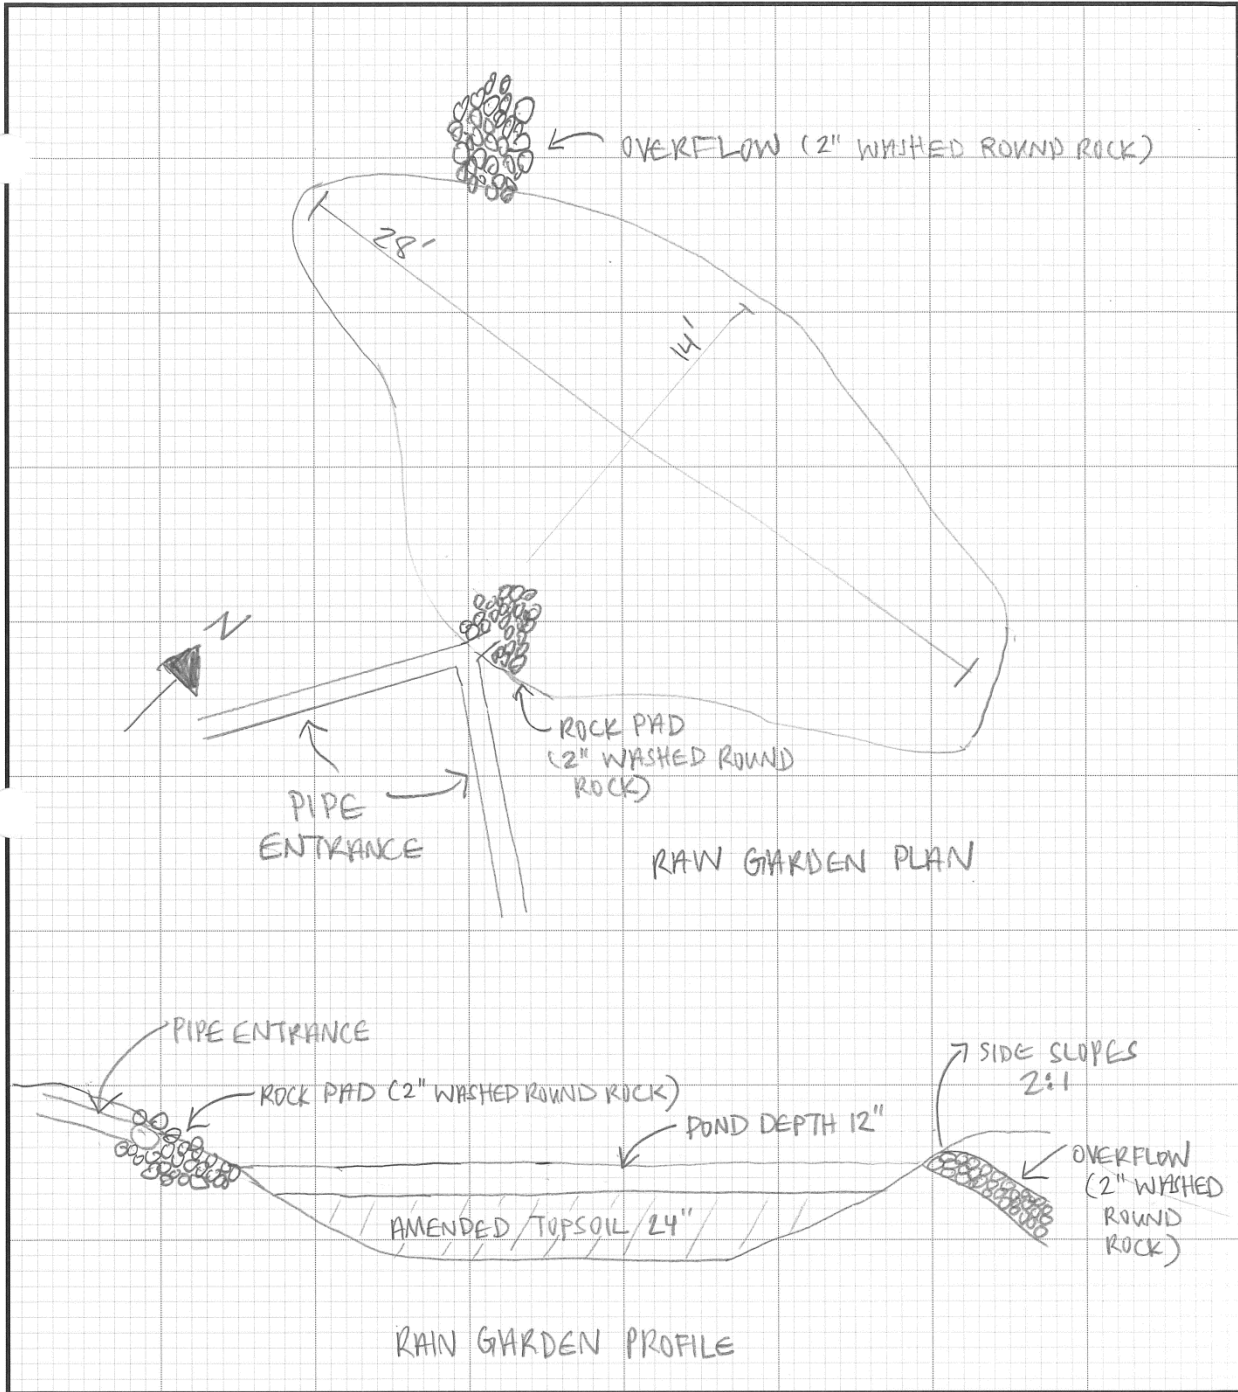 OVERFLOW (2" WASHED ROUND ROCK)
28'
14'
N
ROCK PAD
(2" WASHED ROUND
ROCK)
PIPE
ENTRANCE
RAW GARDEN PLAN
PIPE ENTRANCE
ROCK PAD (2" WASHED ROUND ROCK)
SIDE SLOPES
2:1
POND DEPTH 12"
OVERFLOW
(2" WASHED
ROUND
ROCK)
AMENDED TOPSOIL 24"
RAIN GARDEN PROFILE